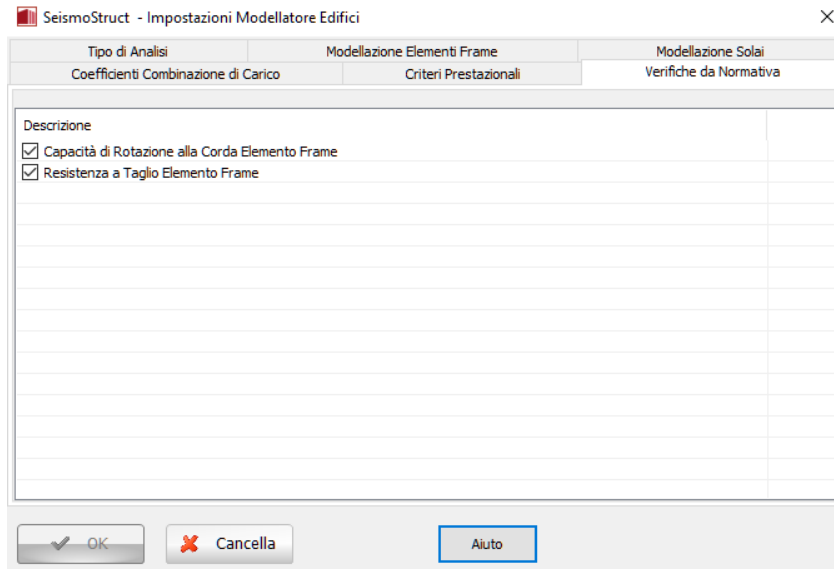 SeismoStruct - Impostazioni Modellatore Edifici
Tipo di Analisi Modellazione Elementi Frame Modellazione Solai
Coefficienti Combinazione di Carico Criteri Prestazionali Verifiche da Normativa
Descrizione
Capacità di Rotazione alla Corda Elemento Frame
Resistenza a Taglio Elemento Frame
OK Cancella Aiuto